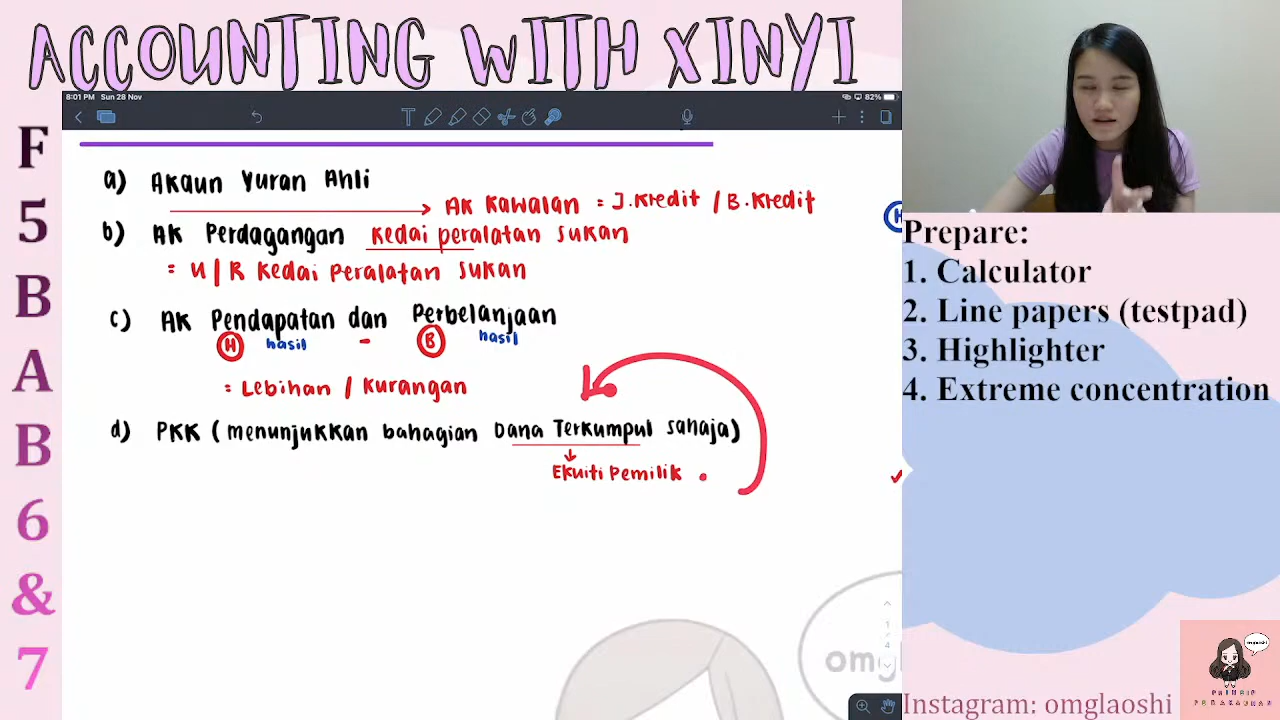 ACCOUNTING WITH XINYI
F
5
B
A
B
6
&
7
8:01 PM Sun 28 Nov
82%
a) Akaun Yuran Ahli
→ AK Kawalan = J.Kredit / B.Kredit
b) AK Perdagangan Kedai peralatan sukan
= U/R Kedai Peralatan sukan
c) AK Pendapatan dan Perbelanjaan
H hasil - B hasil
= Lebihan / Kurangan
d) PKK (menunjukkan bahagian Dana Terkumpul sahaja)
Ekuiti Pemilik
Prepare:
1. Calculator
2. Line papers (testpad)
3. Highlighter
4. Extreme concentration
1
4
omg
Instagram: omglaoshi